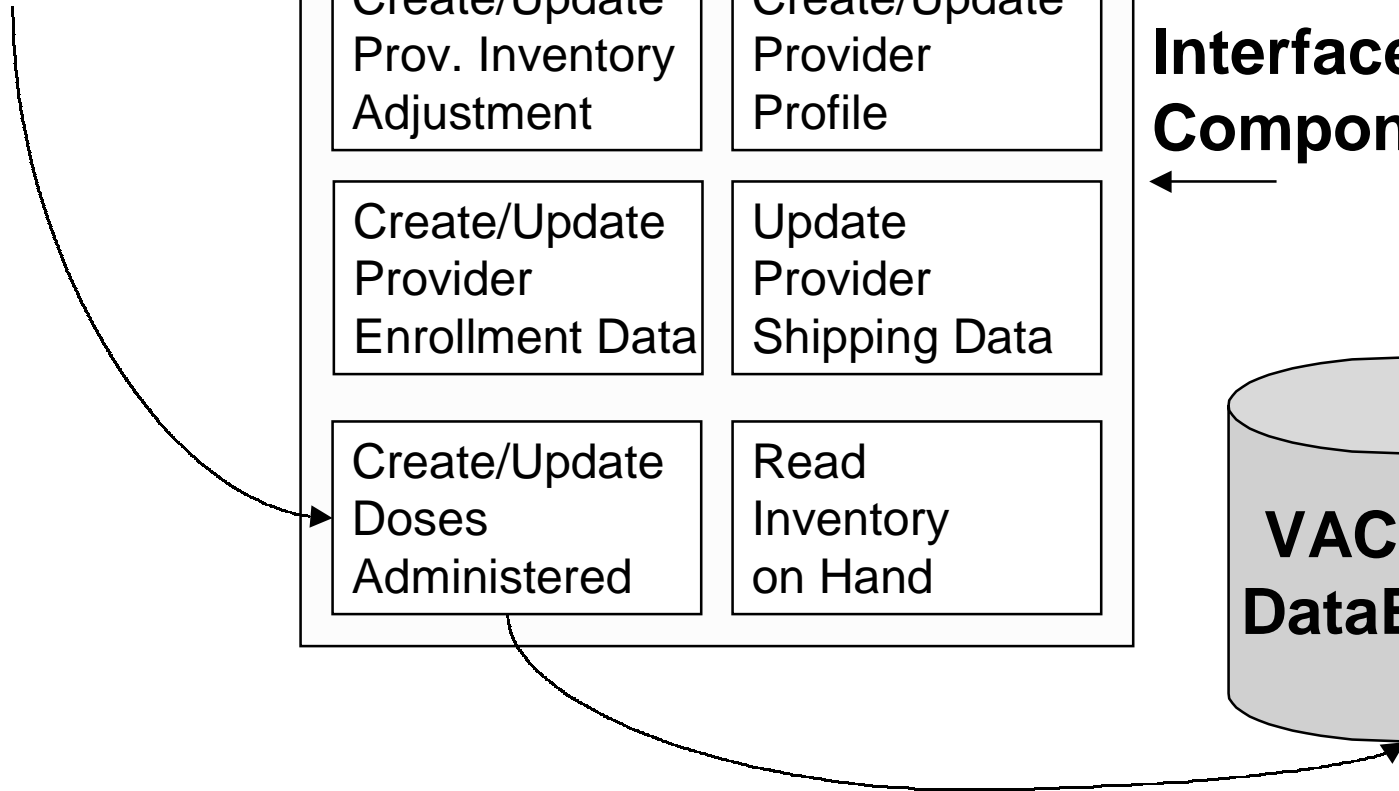 Create/Update
Prov. Inventory
Adjustment
Create/Update
Provider
Profile
Create/Update
Provider
Enrollment Data
Update
Provider
Shipping Data
Create/Update
Doses
Administered
Read
Inventory
on Hand